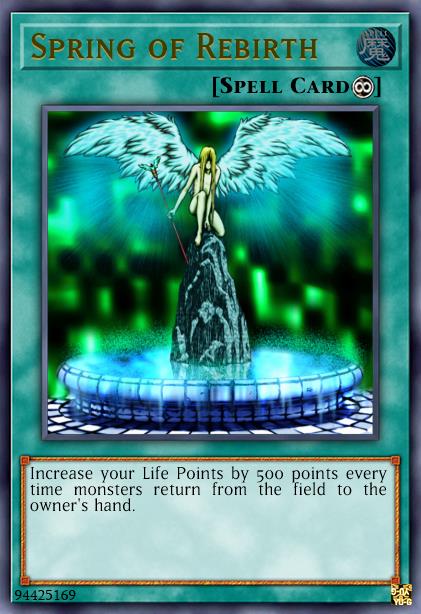 Spring of Rebirth
魔
[Spell Card]
Increase your Life Points by 500 points every
time monsters return from the field to the
owner's hand.
94425169